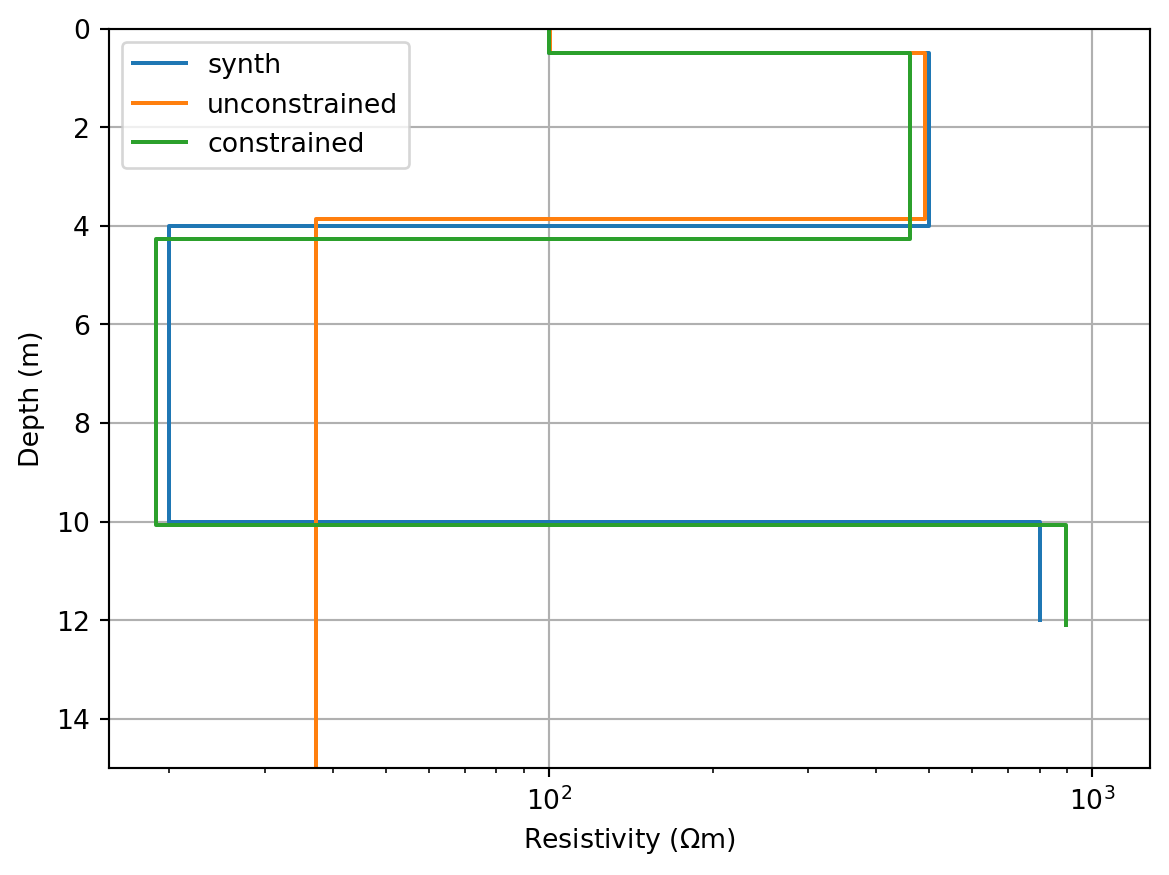 0
2
4
6
8
10
12
14
Depth (m)
synth
unconstrained
constrained
10²
10³
Resistivity (Ωm)